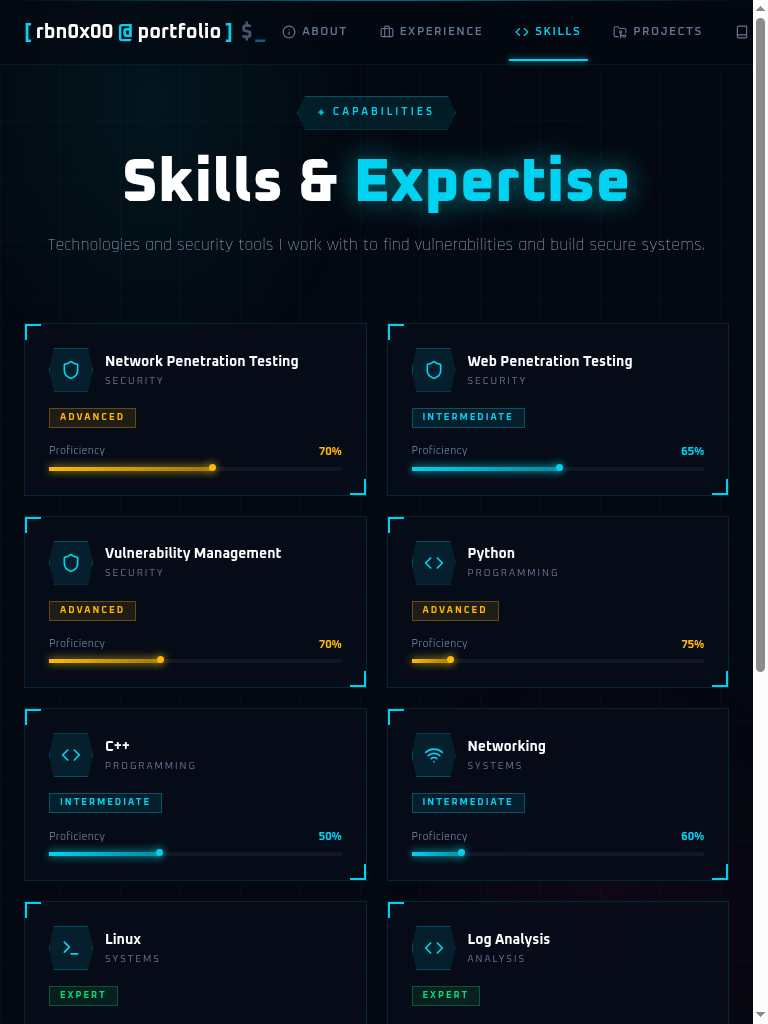 [ rbn0x00 @ portfolio ] $_
ABOUT
EXPERIENCE
SKILLS
PROJECTS
CAPABILITIES
Skills & Expertise
Technologies and security tools I work with to find vulnerabilities and build secure systems.
Network Penetration Testing
SECURITY
ADVANCED
Proficiency 70%
Web Penetration Testing
SECURITY
INTERMEDIATE
Proficiency 65%
Vulnerability Management
SECURITY
ADVANCED
Proficiency 70%
Python
PROGRAMMING
ADVANCED
Proficiency 75%
C++
PROGRAMMING
INTERMEDIATE
Proficiency 50%
Networking
SYSTEMS
INTERMEDIATE
Proficiency 60%
Linux
SYSTEMS
EXPERT
Log Analysis
ANALYSIS
EXPERT